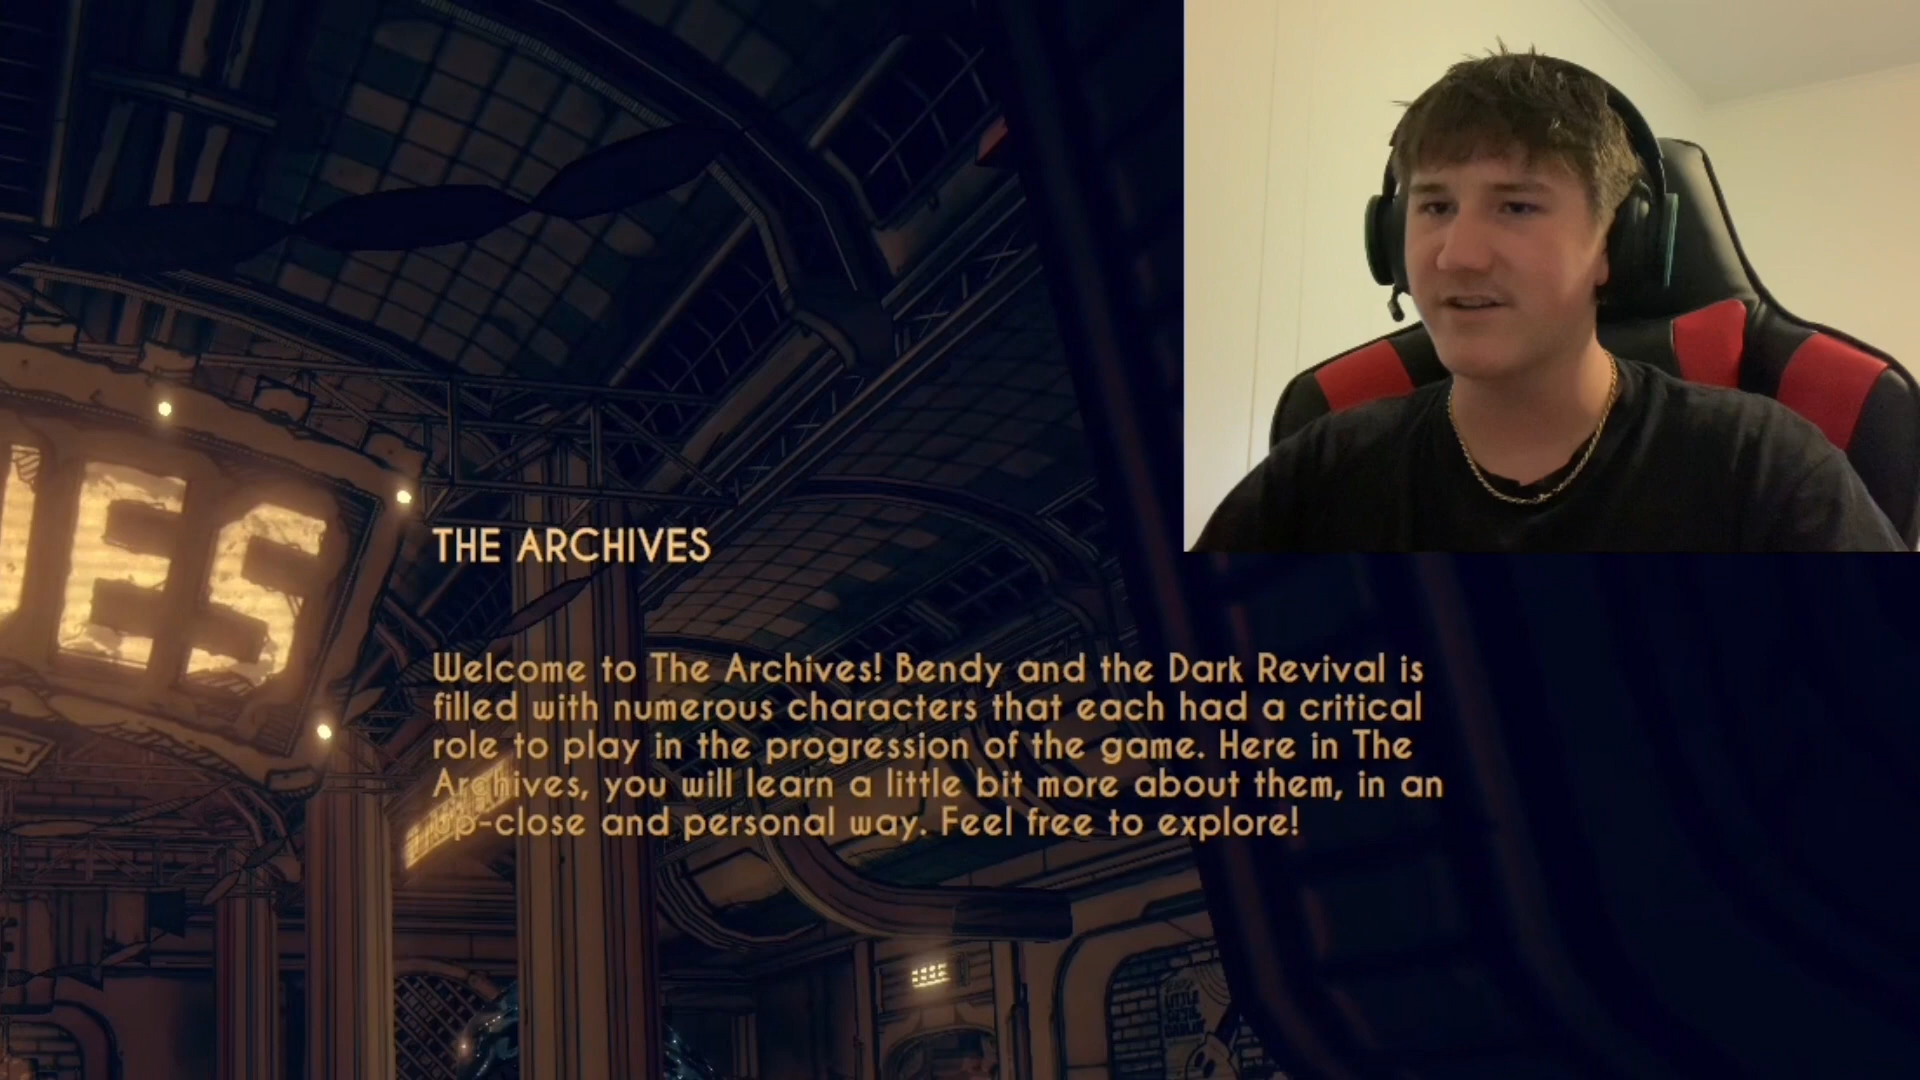 THE ARCHIVES
Welcome to The Archives! Bendy and the Dark Revival is
filled with numerous characters that each had a critical
role to play in the progression of the game. Here in The
Archives, you will learn a little bit more about them, in an
up-close and personal way. Feel free to explore!
ES
LITTLE